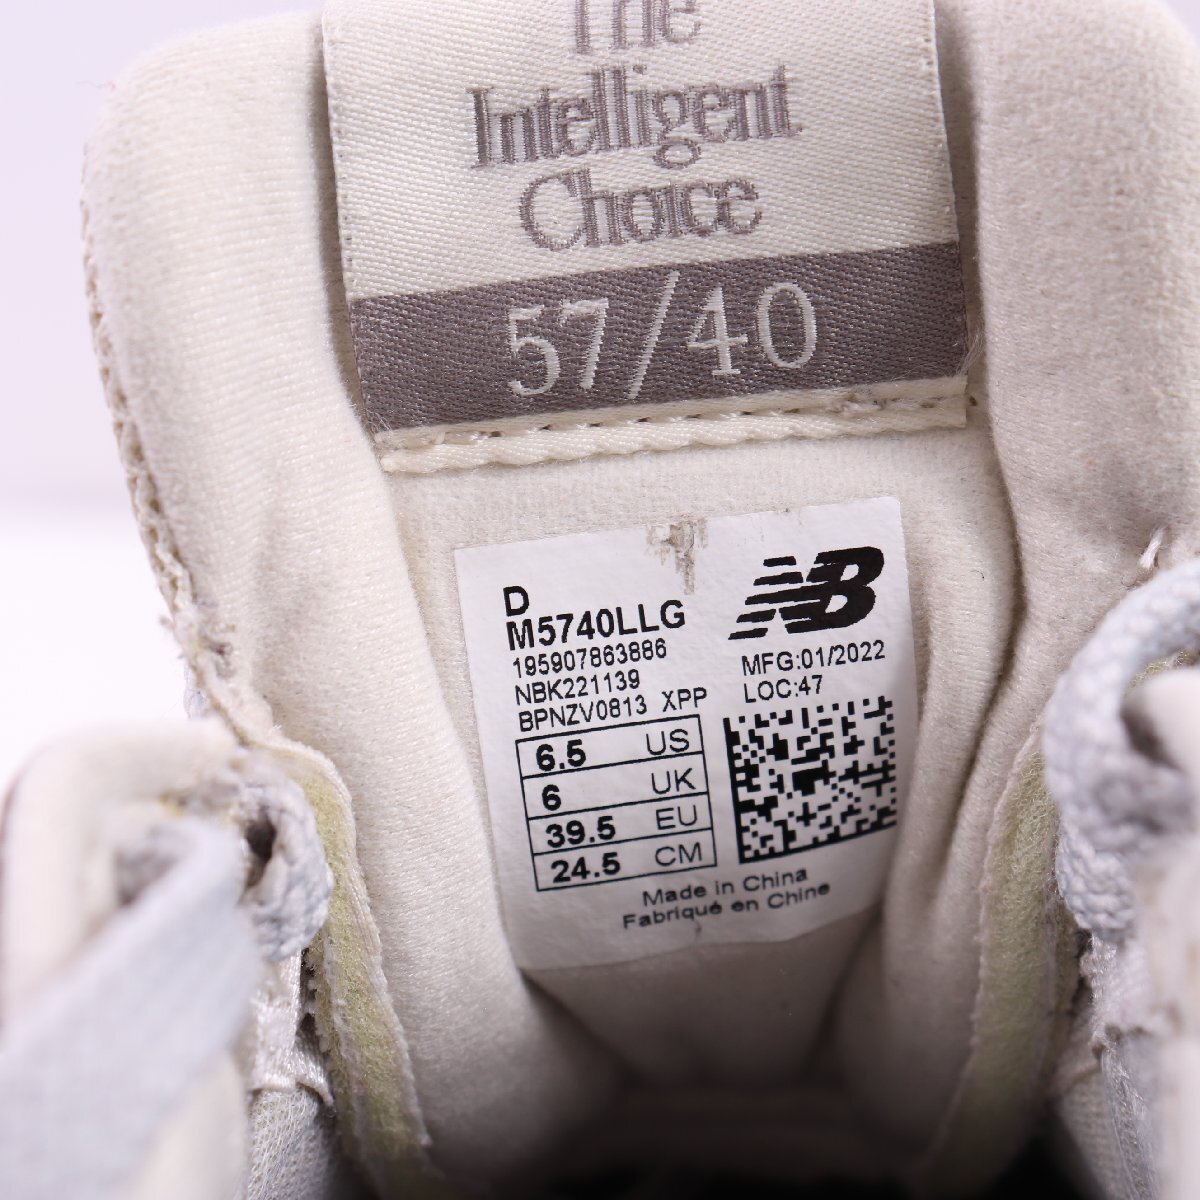 The
Intelligent
Choice
57/40
D
M5740LLG
195907863886
NBK221139
BPNZV0813 XPP
NB
MFG:01/2022
LOC:47
6.5 US
6 UK
39.5 EU
24.5 CM
Made in China
Fabriqué en Chine